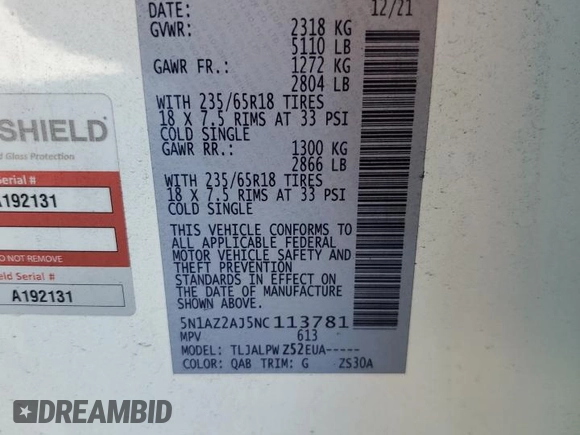 DATE: 12/21
GVWR: 2318 KG
5110 LB
GAWR FR.: 1272 KG
2804 LB
WITH 235/65R18 TIRES
18 X 7.5 RIMS AT 33 PSI
COLD SINGLE
GAWR RR.: 1300 KG
2866 LB
WITH 235/65R18 TIRES
18 X 7.5 RIMS AT 33 PSI
COLD SINGLE
THIS VEHICLE CONFORMS TO
ALL APPLICABLE FEDERAL
MOTOR VEHICLE SAFETY AND
THEFT PREVENTION
STANDARDS IN EFFECT ON
THE DATE OF MANUFACTURE
SHOWN ABOVE.
5N1AZ2AJ5NC113781
MPV 613
MODEL: TLJALPWZ52EUA-----
COLOR: QAB TRIM: G ZS30A
SHIELD
Glass Protection
Serial #
A192131
DO NOT REMOVE
Serial #
A192131
DREAMBID